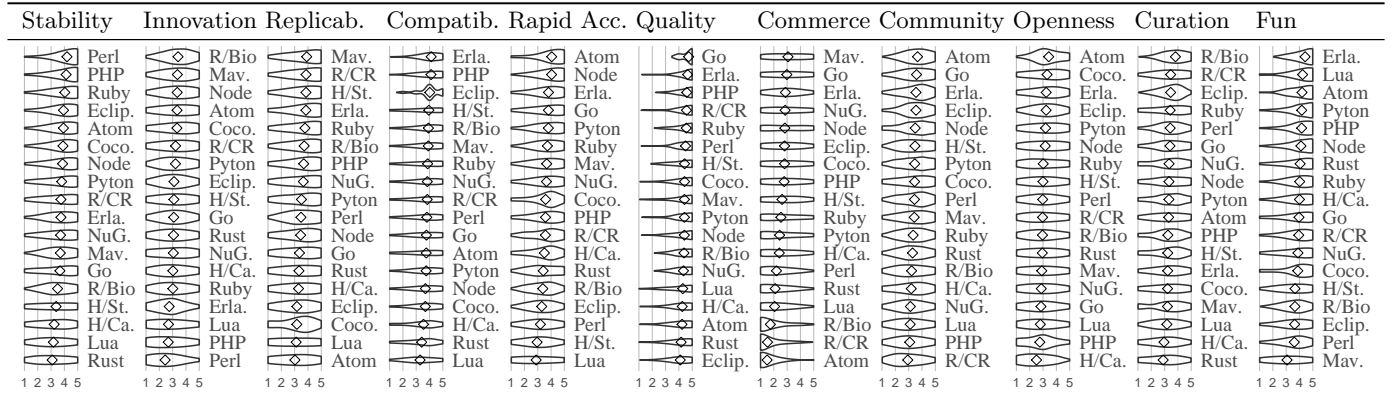 Stability Innovation Replicab. Compatib. Rapid Acc. Quality Commerce Community Openness Curation Fun
Perl R/Bio Mav. Erla. Atom Go Mav. Atom Atom R/Bio Erla.
PHP Mav. R/CR PHP Node Erla. Go Go Coco. R/CR Lua
Ruby Node H/St. Eclip. Erla. PHP Erla. Erla. Erla. Eclip. Atom
Eclip. Atom Erla. H/St. Go R/CR NuG. Eclip. Eclip. Ruby Pyton
Atom Coco. Ruby R/Bio Pyton Ruby Node Node Pyton Perl PHP
Coco. R/CR R/Bio Mav. Ruby Perl Eclip. H/St. Node Go Node
Node Pyton PHP Ruby Mav. H/St. Coco. Pyton Ruby NuG. Rust
Pyton Eclip. NuG. NuG. NuG. Coco. PHP Coco. H/St. Node Ruby
R/CR H/St. Pyton R/CR Coco. Mav. H/St. Perl Perl Pyton H/Ca.
Erla. Go Perl Perl PHP Pyton Ruby Mav. R/CR Atom Go
NuG. Rust Node Go R/CR Node Pyton Ruby R/Bio PHP R/CR
Mav. NuG. Go Atom H/Ca. R/Bio H/Ca. Rust Rust H/St. NuG.
Go H/Ca. Rust Pyton Rust NuG. Perl R/Bio Mav. Erla. Coco.
R/Bio Ruby H/Ca. Node R/Bio Lua Rust H/Ca. NuG. Coco. H/St.
H/St. Erla. Eclip. Coco. Eclip. H/Ca. Lua NuG. Go Mav. R/Bio
H/Ca. Lua Coco. H/Ca. Perl Atom R/Bio Lua Lua Lua Eclip.
Lua PHP Lua Rust H/St. Rust R/CR PHP PHP H/Ca. Perl
Rust Perl Atom Lua Lua Eclip. Atom R/CR H/Ca. Rust Mav.
1 2 3 4 5 1 2 3 4 5 1 2 3 4 5 1 2 3 4 5 1 2 3 4 5 1 2 3 4 5 1 2 3 4 5 1 2 3 4 5 1 2 3 4 5 1 2 3 4 5 1 2 3 4 5